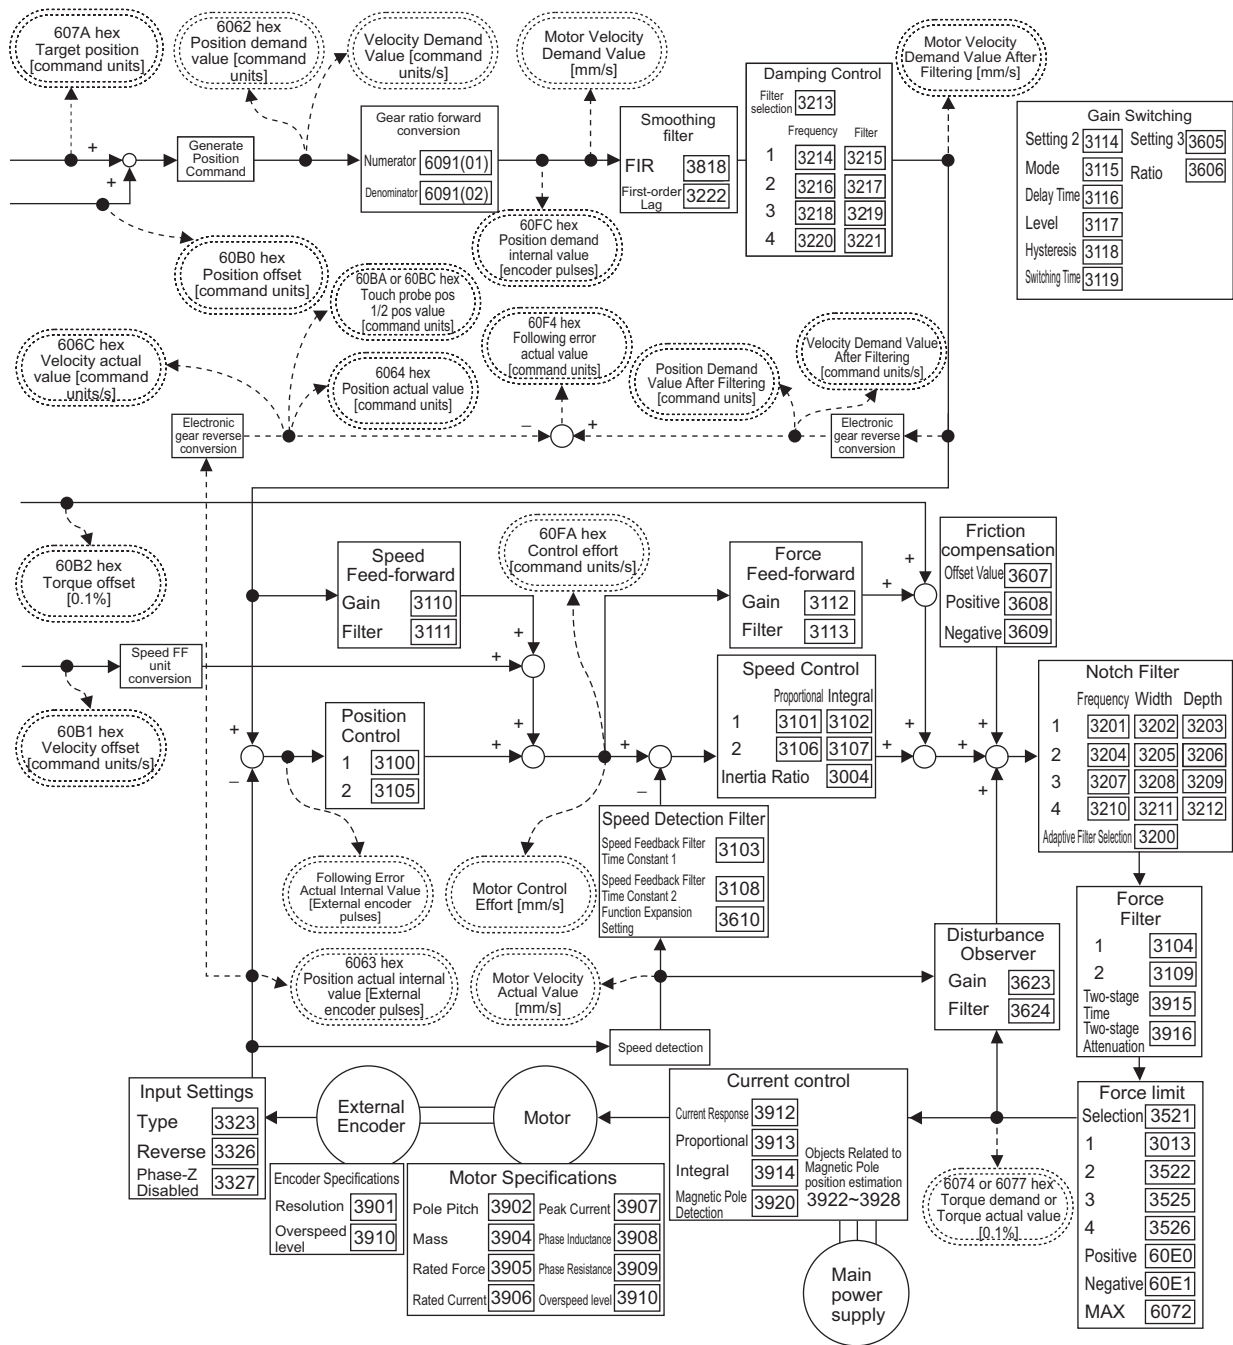 607A hex
Target position
[command units]
6062 hex
Position demand
value [command
units]
Velocity Demand
Value [command
units/s]
Motor Velocity
Demand Value
[mm/s]
Motor Velocity
Demand Value After
Filtering [mm/s]
+
+
Generate
Position
Command
Gear ratio forward
conversion
Numerator 6091(01)
Denominator 6091(02)
Smoothing
filter
FIR 3818
First-order
Lag 3222
Damping Control
Filter
selection 3213
Frequency Filter
1 3214 3215
2 3216 3217
3 3218 3219
4 3220 3221
Gain Switching
Setting 2 3114 Setting 3 3605
Mode 3115 Ratio 3606
Delay Time 3116
Level 3117
Hysteresis 3118
Switching Time 3119
60B0 hex
Position offset
[command units]
60FC hex
Position demand
internal value
[encoder pulses]
60BA or 60BC hex
Touch probe pos
1/2 pos value
[command units]
606C hex
Velocity actual
value [command
units/s]
6064 hex
Position actual value
[command units]
60F4 hex
Following error
actual value
[command units]
Position Demand
Value After Filtering
[command units]
Velocity Demand Value
After Filtering
[command units/s]
Electronic
gear reverse
conversion
−
+
Electronic
gear reverse
conversion
60B2 hex
Torque offset
[0.1%]
Speed
Feed-forward
Gain 3110
Filter 3111
60FA hex
Control effort
[command units/s]
Force
Feed-forward
Gain 3112
Filter 3113
+
+
Friction
compensation
Offset Value 3607
Positive 3608
Negative 3609
Speed FF
unit
conversion
+
+
60B1 hex
Velocity offset
[command units/s]
+
−
Position
Control
1 3100
2 3105
+
+
+
−
Speed Control
Proportional Integral
1 3101 3102
2 3106 3107
Inertia Ratio 3004
+
+
+
+
+
Notch Filter
Frequency Width Depth
1 3201 3202 3203
2 3204 3205 3206
3 3207 3208 3209
4 3210 3211 3212
Adaptive Filter Selection 3200
Following Error
Actual Internal Value
[External encoder
pulses]
Motor Control
Effort [mm/s]
Speed Detection Filter
Speed Feedback Filter
Time Constant 1 3103
Speed Feedback Filter
Time Constant 2 3108
Function Expansion
Setting 3610
Force
Filter
1 3104
2 3109
Two-stage
Time 3915
Two-stage
Attenuation 3916
6063 hex
Position actual internal
value [External
encoder pulses]
Motor Velocity
Actual Value
[mm/s]
Disturbance
Observer
Gain 3623
Filter 3624
Speed detection
Input Settings
Type 3323
Reverse 3326
Phase-Z
Disabled 3327
External
Encoder
Motor
Current control
Current Response 3912
Proportional 3913
Integral 3914
Magnetic Pole
Detection 3920
Objects Related to
Magnetic Pole
position estimation
3922~3928
Force limit
Selection 3521
1 3013
2 3522
3 3525
4 3526
Positive 60E0
Negative 60E1
MAX 6072
Encoder Specifications
Resolution 3901
Overspeed
level 3910
Motor Specifications
Pole Pitch 3902 Peak Current 3907
Mass 3904 Phase Inductance 3908
Rated Force 3905 Phase Resistance 3909
Rated Current 3906 Overspeed level 3910
6074 or 6077 hex
Torque demand or
Torque actual value
[0.1%]
Main
power
supply